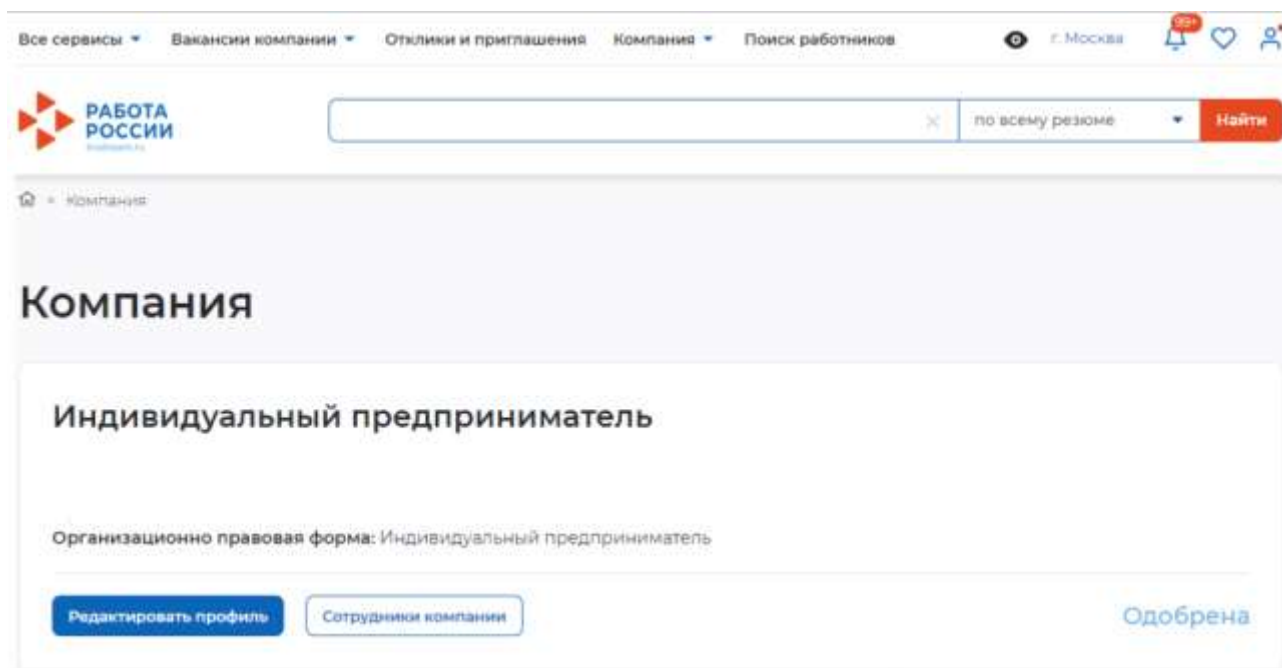 Все сервисы Вакансии компании Отклики и приглашения Компания Поиск работников г. Москва 99+
РАБОТА
РОССИИ
по всему резюме Найти
Компания
Компания
Индивидуальный предприниматель
Организационно правовая форма: Индивидуальный предприниматель
Редактировать профиль Сотрудники компании Одобрена